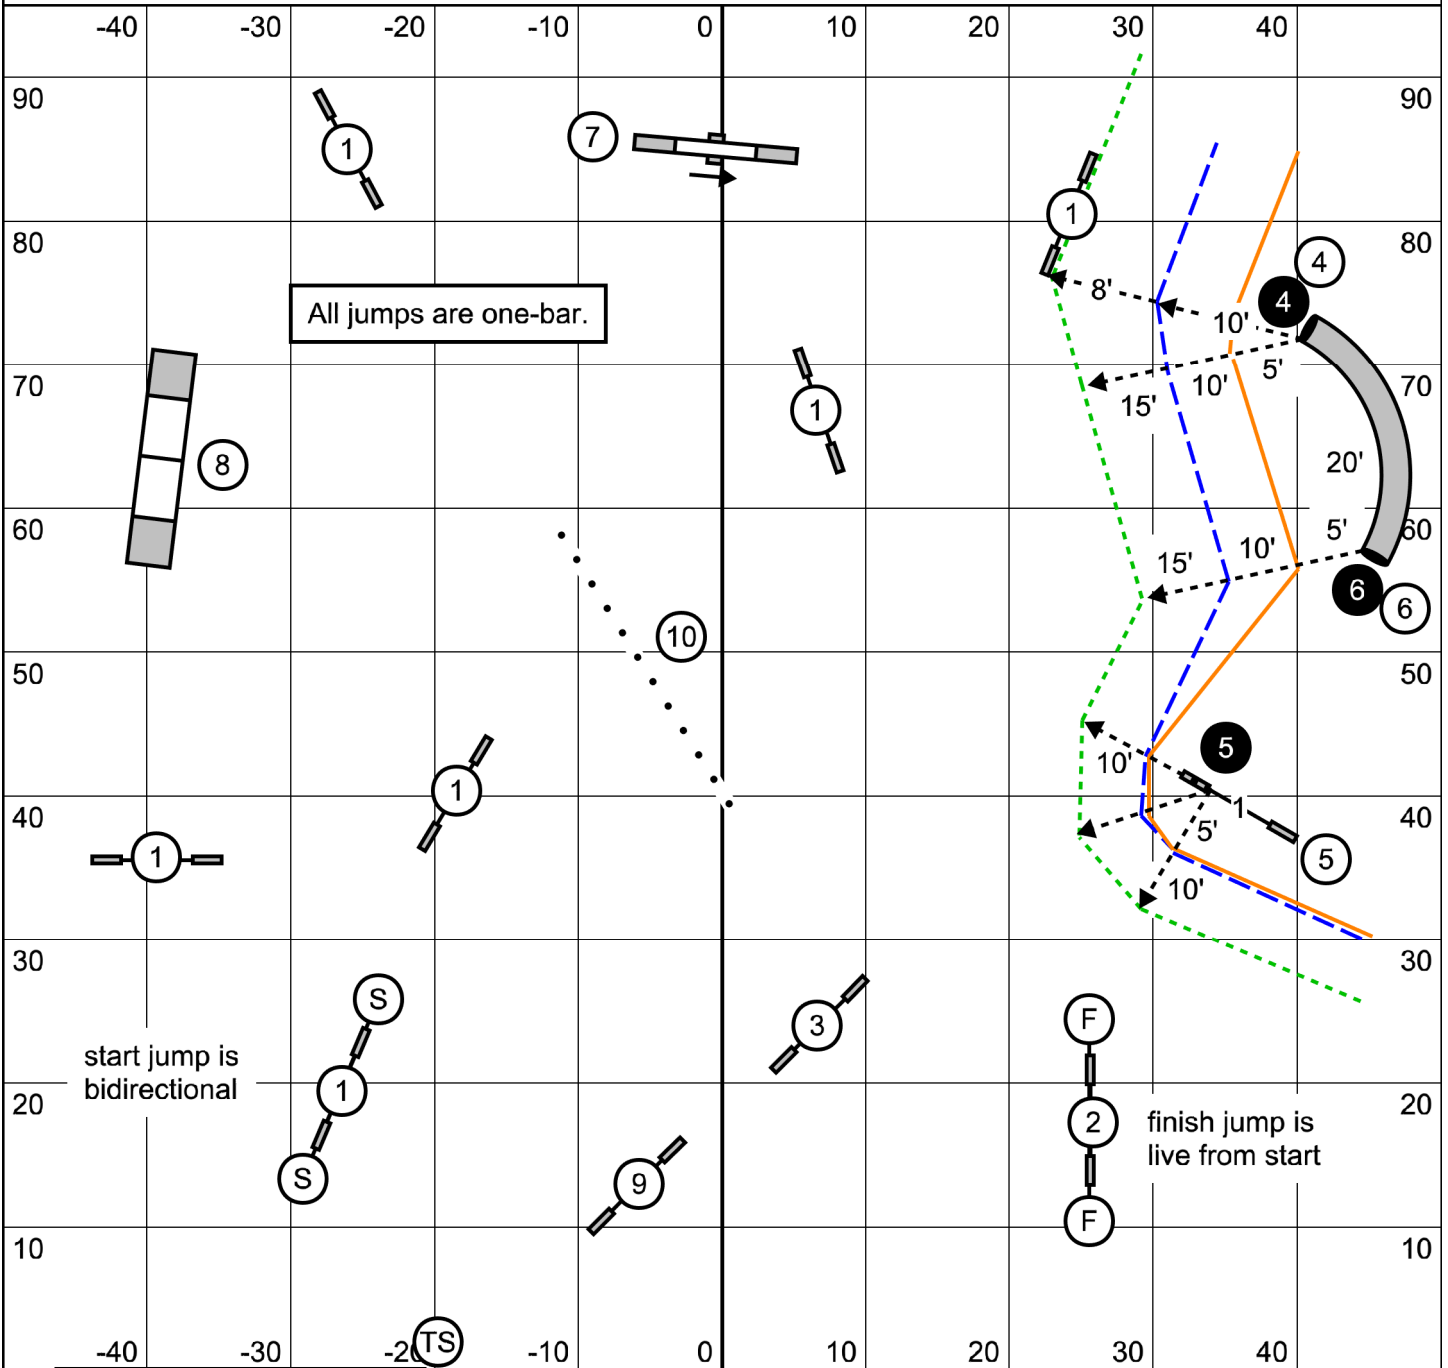 -40 -30 -20 -10 0 10 20 30 40
90 90
1
7
1
80 80
4
4
8'
All jumps are one-bar.
10'
5'
70 10' 70
15'
1
8
20'
5'
60 60
10'
15'
6
6
10
50 50
5
10'
1
1
40 5' 40
1
5
10'
30 30
S
F
3
start jump is
bidirectional
1
20 20
2
finish jump is
live from start
S
9
F
10 10
TS
-40 -30 -20 -10 0 10 20 30 40